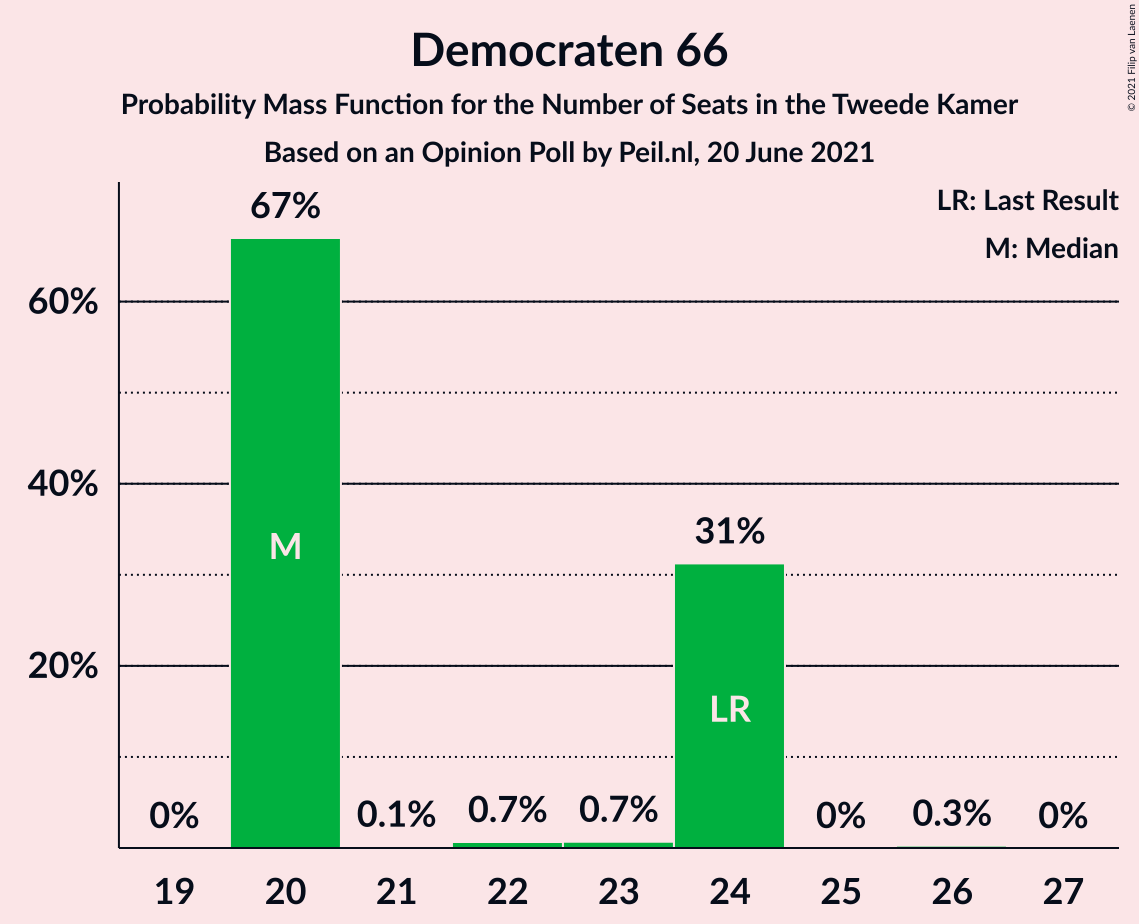 Democraten 66
Probability Mass Function for the Number of Seats in the Tweede Kamer
Based on an Opinion Poll by Peil.nl, 20 June 2021
© 2021 Filip van Laenen
LR: Last Result
M: Median
60%
40%
20%
67%
M
31%
LR
0%
0.1%
0.7%
0.7%
0%
0.3%
0%
19 20 21 22 23 24 25 26 27